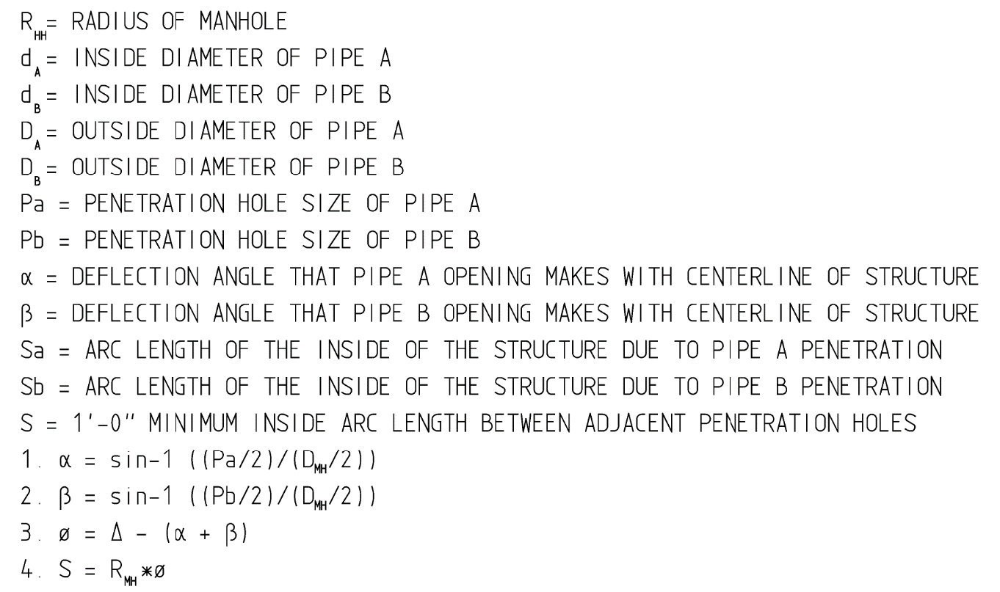 R_HH = RADIUS OF MANHOLE
d_A = INSIDE DIAMETER OF PIPE A
d_B = INSIDE DIAMETER OF PIPE B
D_A = OUTSIDE DIAMETER OF PIPE A
D_B = OUTSIDE DIAMETER OF PIPE B
Pa = PENETRATION HOLE SIZE OF PIPE A
Pb = PENETRATION HOLE SIZE OF PIPE B
α = DEFLECTION ANGLE THAT PIPE A OPENING MAKES WITH CENTERLINE OF STRUCTURE
β = DEFLECTION ANGLE THAT PIPE B OPENING MAKES WITH CENTERLINE OF STRUCTURE
Sa = ARC LENGTH OF THE INSIDE OF THE STRUCTURE DUE TO PIPE A PENETRATION
Sb = ARC LENGTH OF THE INSIDE OF THE STRUCTURE DUE TO PIPE B PENETRATION
S = 1'-0" MINIMUM INSIDE ARC LENGTH BETWEEN ADJACENT PENETRATION HOLES
1. α = sin-1 ((Pa/2)/(D_MH/2))
2. β = sin-1 ((Pb/2)/(D_MH/2))
3. ø = Δ - (α + β)
4. S = R_MH*ø